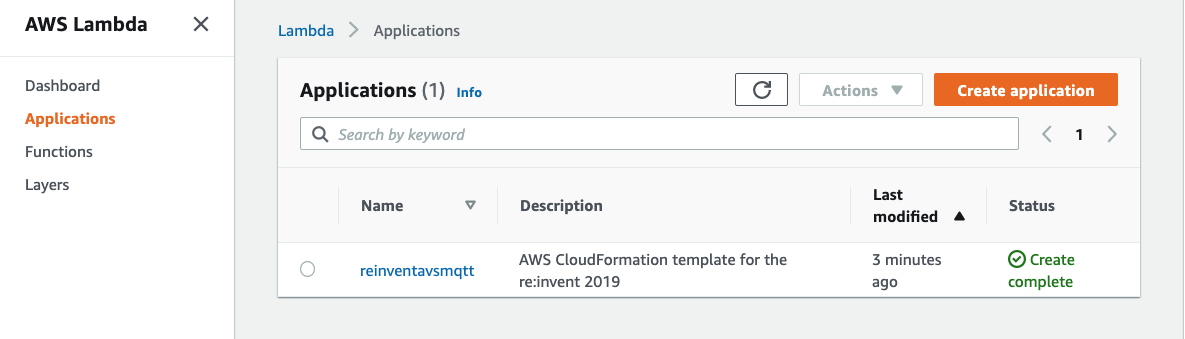 AWS Lambda
Dashboard
Applications
Functions
Layers
Lambda Applications
Applications (1) Info
Actions
Create application
Search by keyword
1
Name Description Last modified Status
reinventavsmqtt
AWS CloudFormation template for the
re:invent 2019
3 minutes
ago
Create
complete